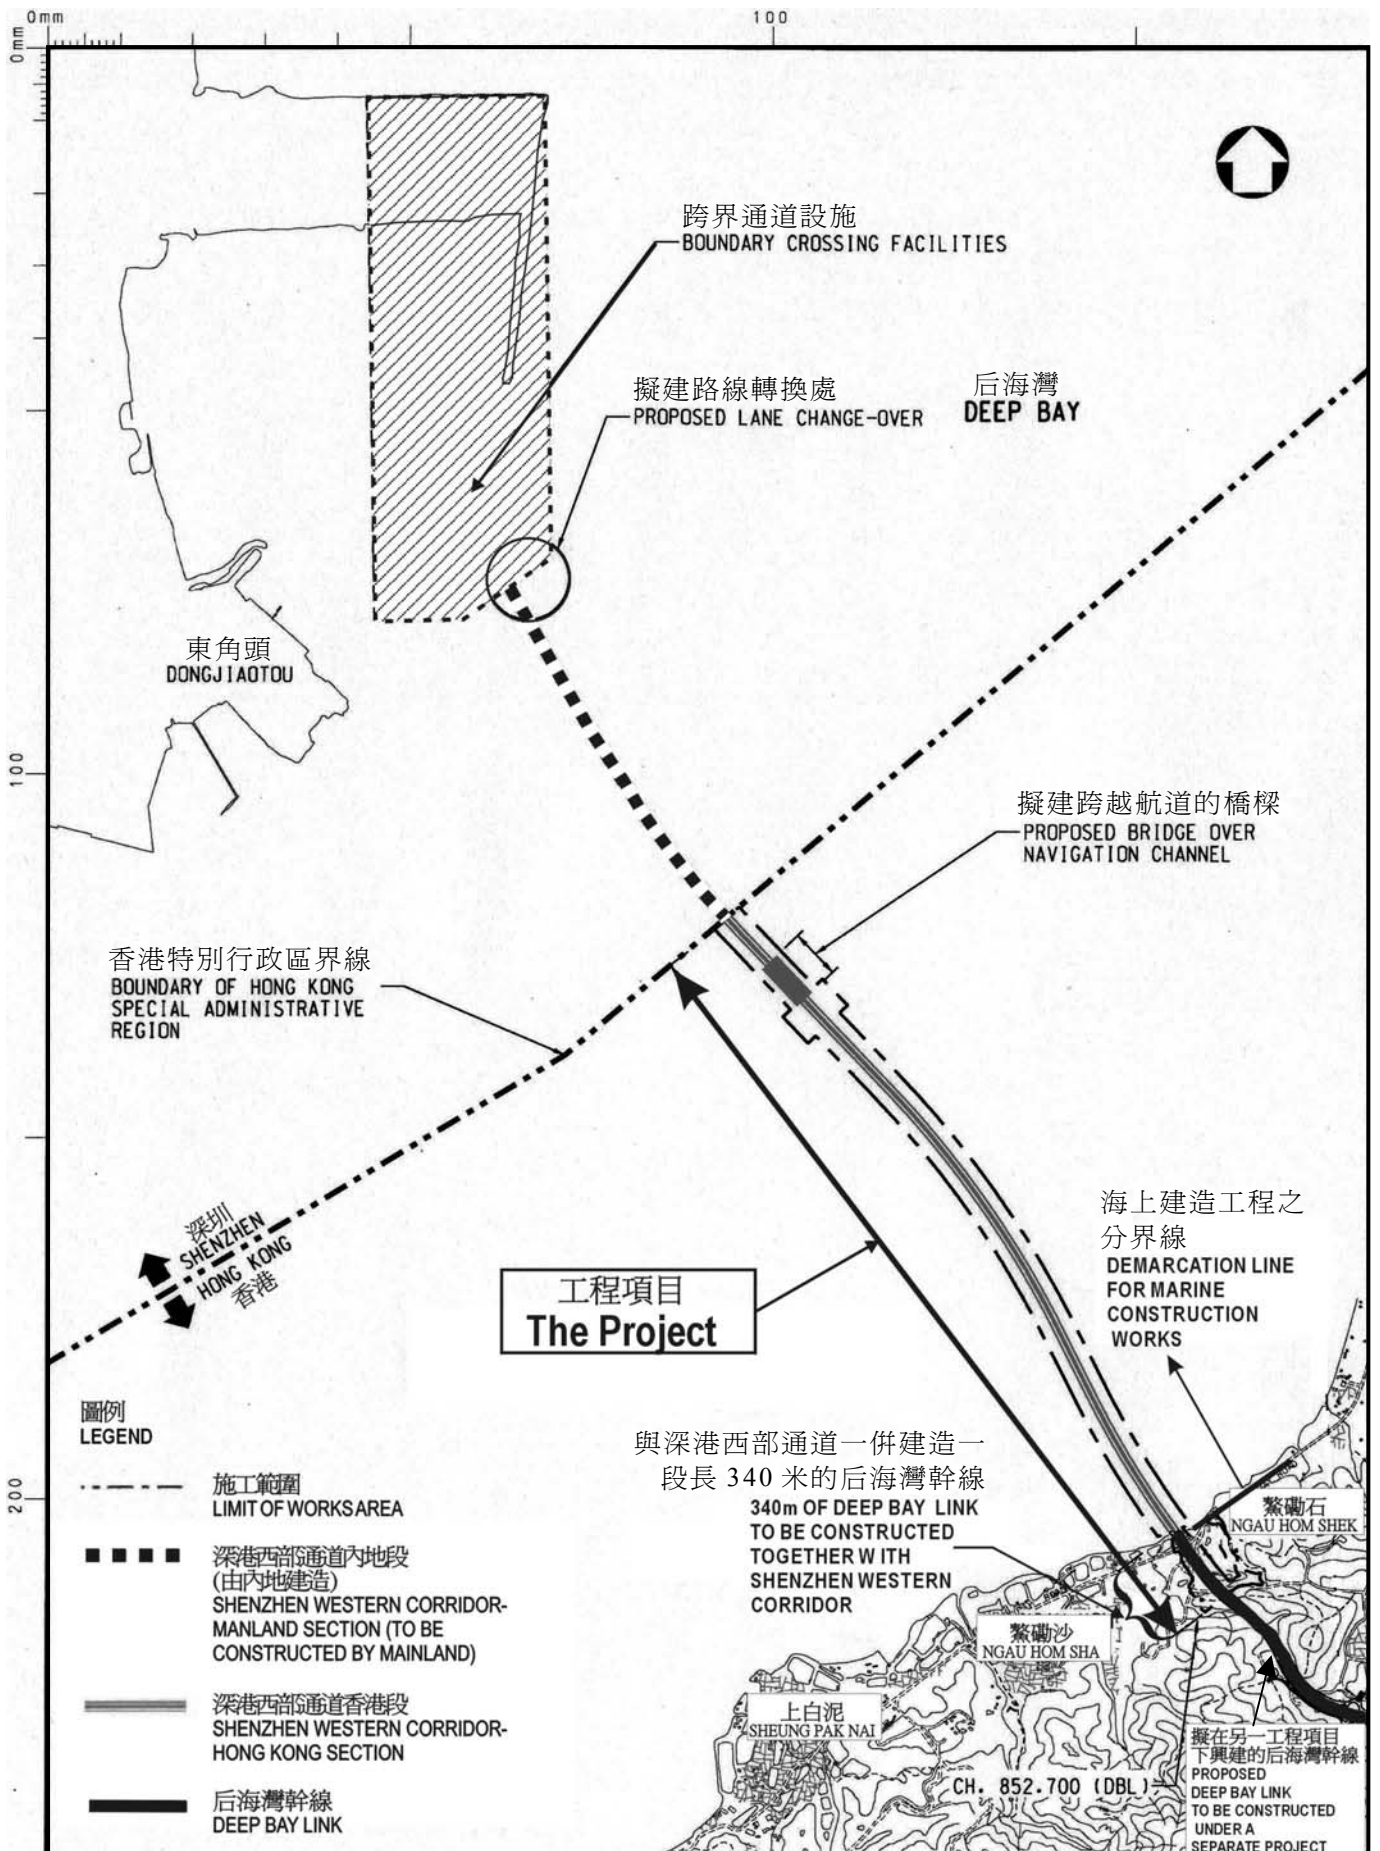 0mm
100
0mm
跨界通道設施
BOUNDARY CROSSING FACILITIES
擬建路線轉換處
PROPOSED LANE CHANGE-OVER
后海灣
DEEP BAY
東角頭
DONGJIAOTOU
100
擬建跨越航道的橋樑
PROPOSED BRIDGE OVER
NAVIGATION CHANNEL
香港特別行政區界線
BOUNDARY OF HONG KONG
SPECIAL ADMINISTRATIVE
REGION
深圳
SHENZHEN
HONG KONG
香港
海上建造工程之
分界線
DEMARCATION LINE
FOR MARINE
CONSTRUCTION
WORKS
工程項目
The Project
圖例
LEGEND
施工範圍
LIMIT OF WORKSAREA
深港西部通道內地段
(由內地建造)
SHENZHEN WESTERN CORRIDOR-
MANLAND SECTION (TO BE
CONSTRUCTED BY MAINLAND)
深港西部通道香港段
SHENZHEN WESTERN CORRIDOR-
HONG KONG SECTION
后海灣幹線
DEEP BAY LINK
200
與深港西部通道一併建造一
段長 340 米的后海灣幹線
340m OF DEEP BAY LINK
TO BE CONSTRUCTED
TOGETHER W ITH
SHENZHEN WESTERN
CORRIDOR
鰲磡石
NGAU HOM SHEK
鰲磡沙
NGAU HOM SHA
上白泥
SHEUNG PAK NAI
CH. 852.700 (DBL)
擬在另一工程項目
下興建的后海灣幹線
PROPOSED
DEEP BAY LINK
TO BE CONSTRUCTED
UNDER A
SEPARATE PROJECT